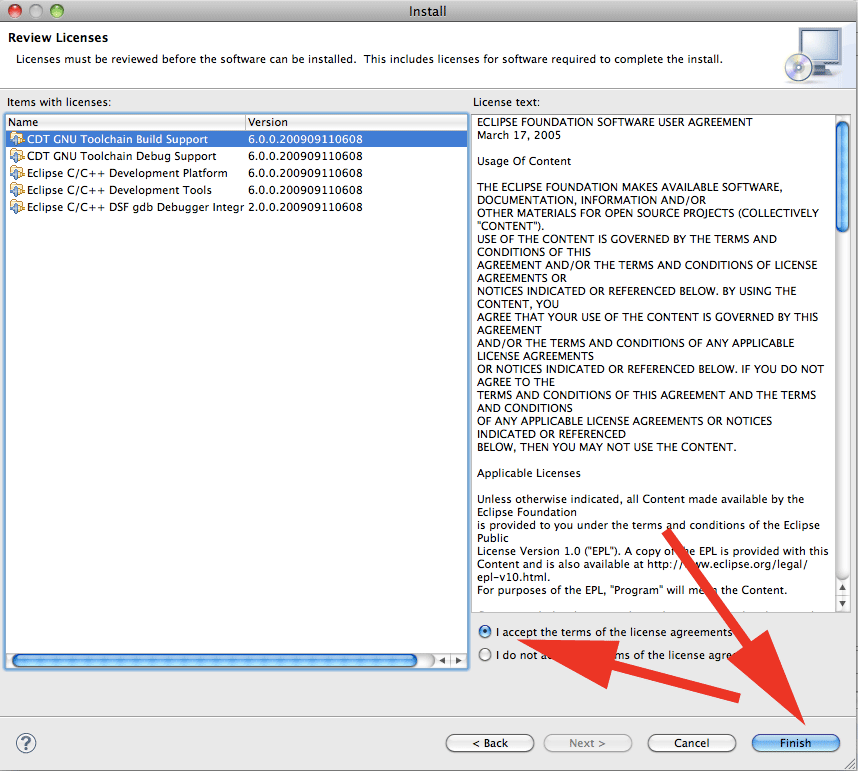 Install
Review Licenses
Licenses must be reviewed before the software can be installed. This includes licenses for software required to complete the install.
Items with licenses:
Name Version
CDT GNU Toolchain Build Support 6.0.0.200909110608
CDT GNU Toolchain Debug Support 6.0.0.200909110608
Eclipse C/C++ Development Platform 6.0.0.200909110608
Eclipse C/C++ Development Tools 6.0.0.200909110608
Eclipse C/C++ DSF gdb Debugger Integr 2.0.0.200909110608
License text:
ECLIPSE FOUNDATION SOFTWARE USER AGREEMENT
March 17, 2005
Usage Of Content
THE ECLIPSE FOUNDATION MAKES AVAILABLE SOFTWARE,
DOCUMENTATION, INFORMATION AND/OR
OTHER MATERIALS FOR OPEN SOURCE PROJECTS (COLLECTIVELY
"CONTENT").
USE OF THE CONTENT IS GOVERNED BY THE TERMS AND
CONDITIONS OF THIS
AGREEMENT AND/OR THE TERMS AND CONDITIONS OF LICENSE
AGREEMENTS OR
NOTICES INDICATED OR REFERENCED BELOW. BY USING THE
CONTENT, YOU
AGREE THAT YOUR USE OF THE CONTENT IS GOVERNED BY THIS
AGREEMENT
AND/OR THE TERMS AND CONDITIONS OF ANY APPLICABLE
LICENSE AGREEMENTS
OR NOTICES INDICATED OR REFERENCED BELOW. IF YOU DO NOT
AGREE TO THE
TERMS AND CONDITIONS OF THIS AGREEMENT AND THE TERMS
AND CONDITIONS
OF ANY APPLICABLE LICENSE AGREEMENTS OR NOTICES
INDICATED OR REFERENCED
BELOW, THEN YOU MAY NOT USE THE CONTENT.
Applicable Licenses
Unless otherwise indicated, all Content made available by the
Eclipse Foundation
is provided to you under the terms and conditions of the Eclipse
Public
License Version 1.0 ("EPL"). A copy of the EPL is provided with this
Content and is also available at http://www.eclipse.org/legal/
epl-v10.html.
For purposes of the EPL, "Program" will mean the Content.
I accept the terms of the license agreements
I do not of the license
? < Back Next > Cancel Finish